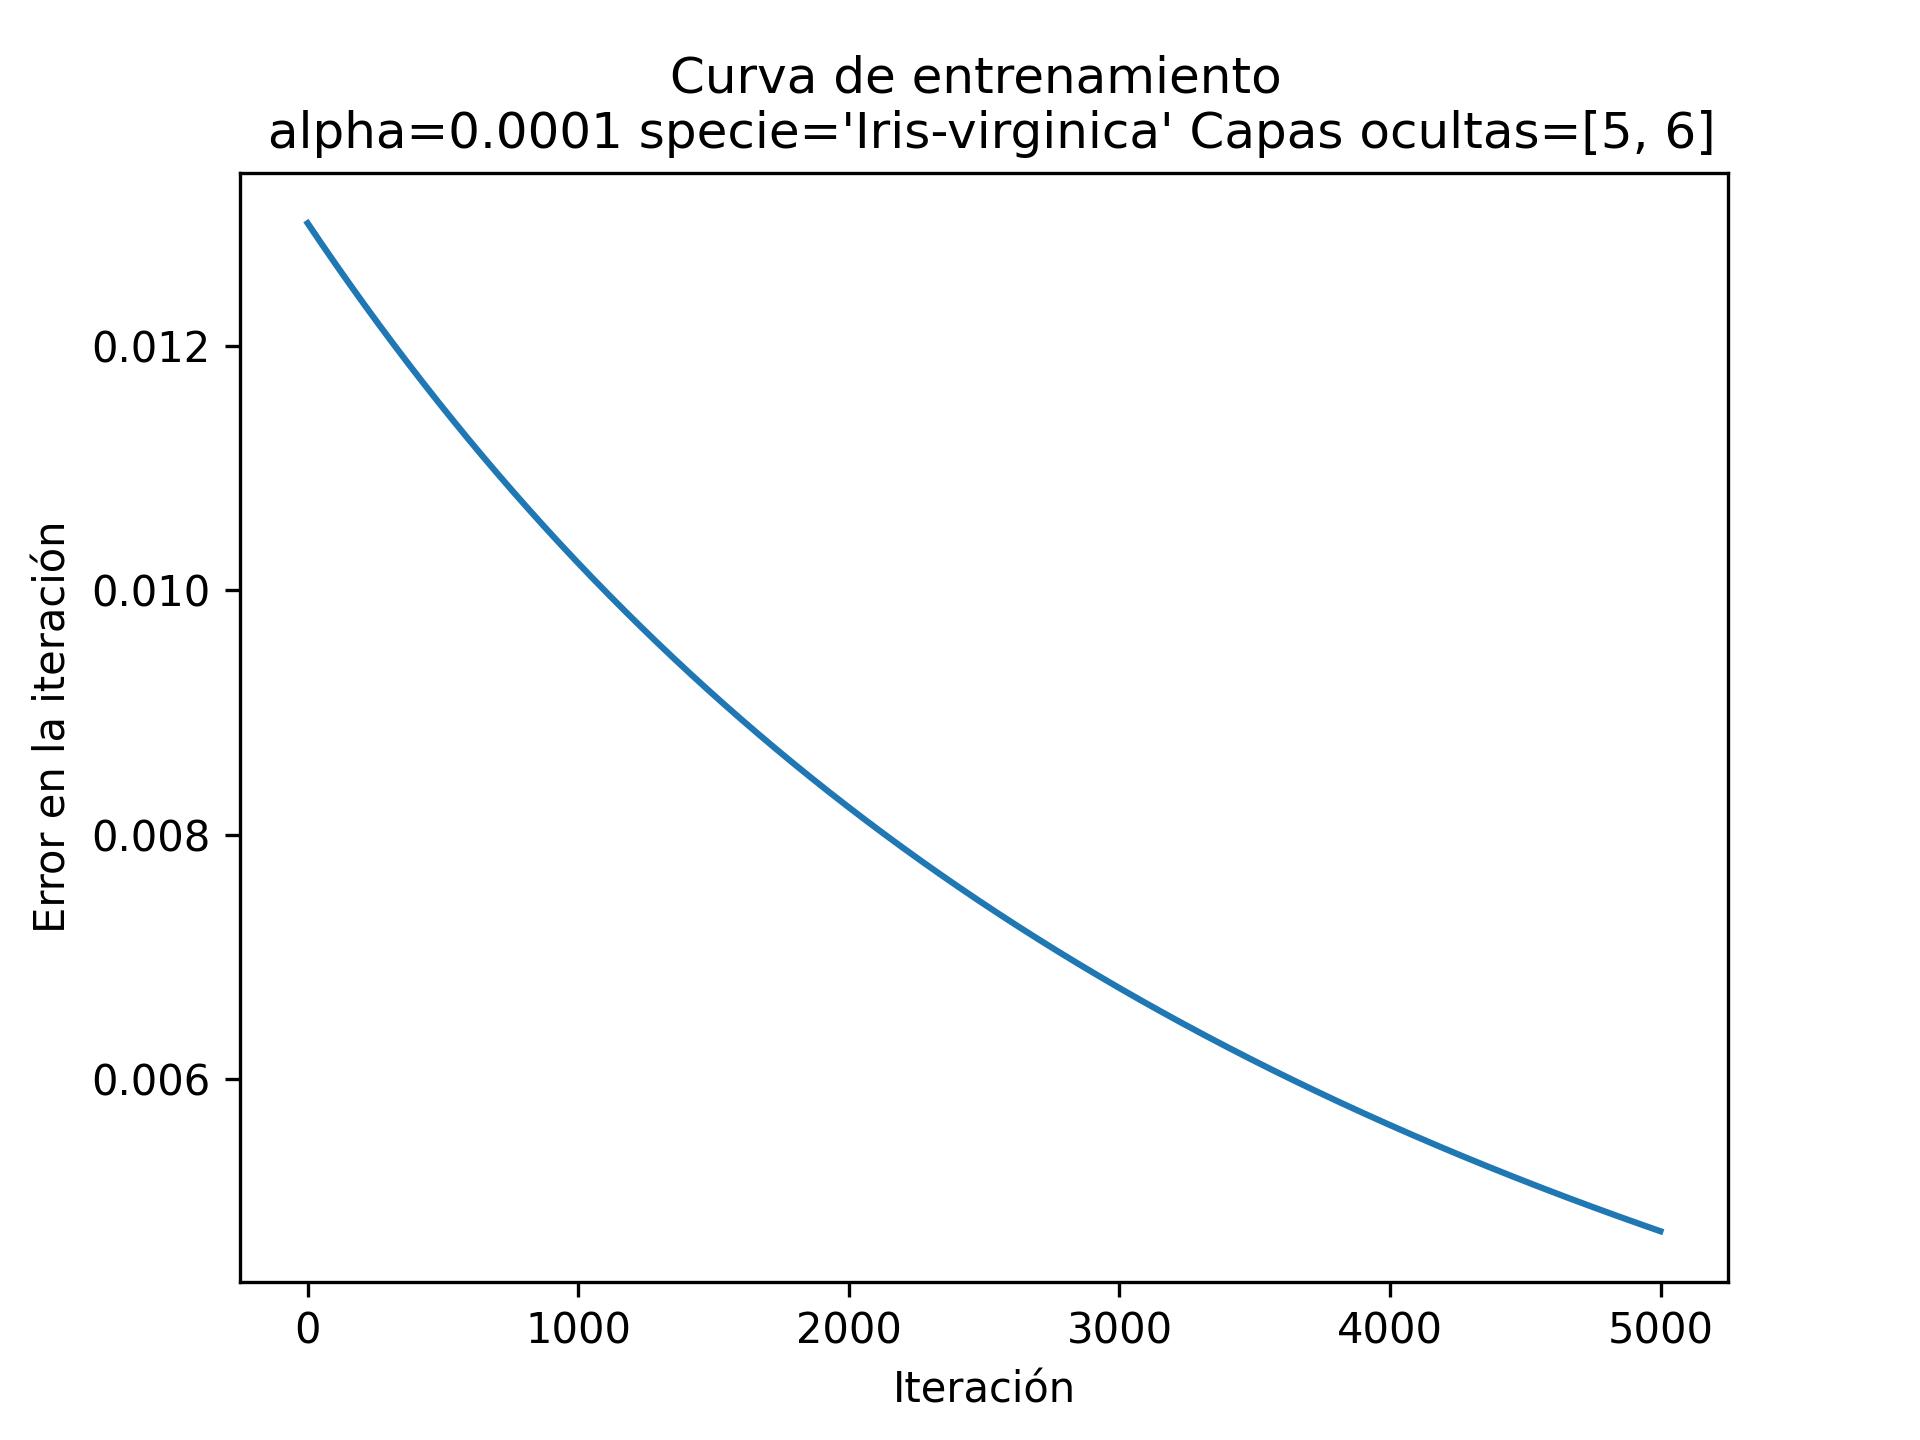 Curva de entrenamiento
alpha=0.0001 specie='Iris-virginica' Capas ocultas=[5, 6]
0.012
0.010
0.008
0.006
Error en la iteración
0
1000
2000
3000
4000
5000
Iteración